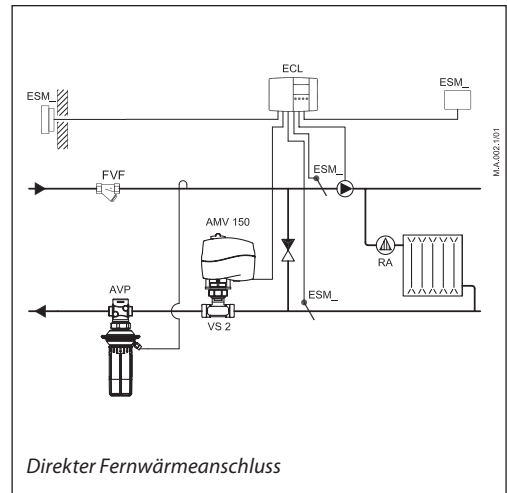 ECL
ESM_
ESM_
M.A.002.1/01
ESM_
FVF
AMV 150
RA
AVP
ESM_
VS 2
Direkter Fernwärmeanschluss